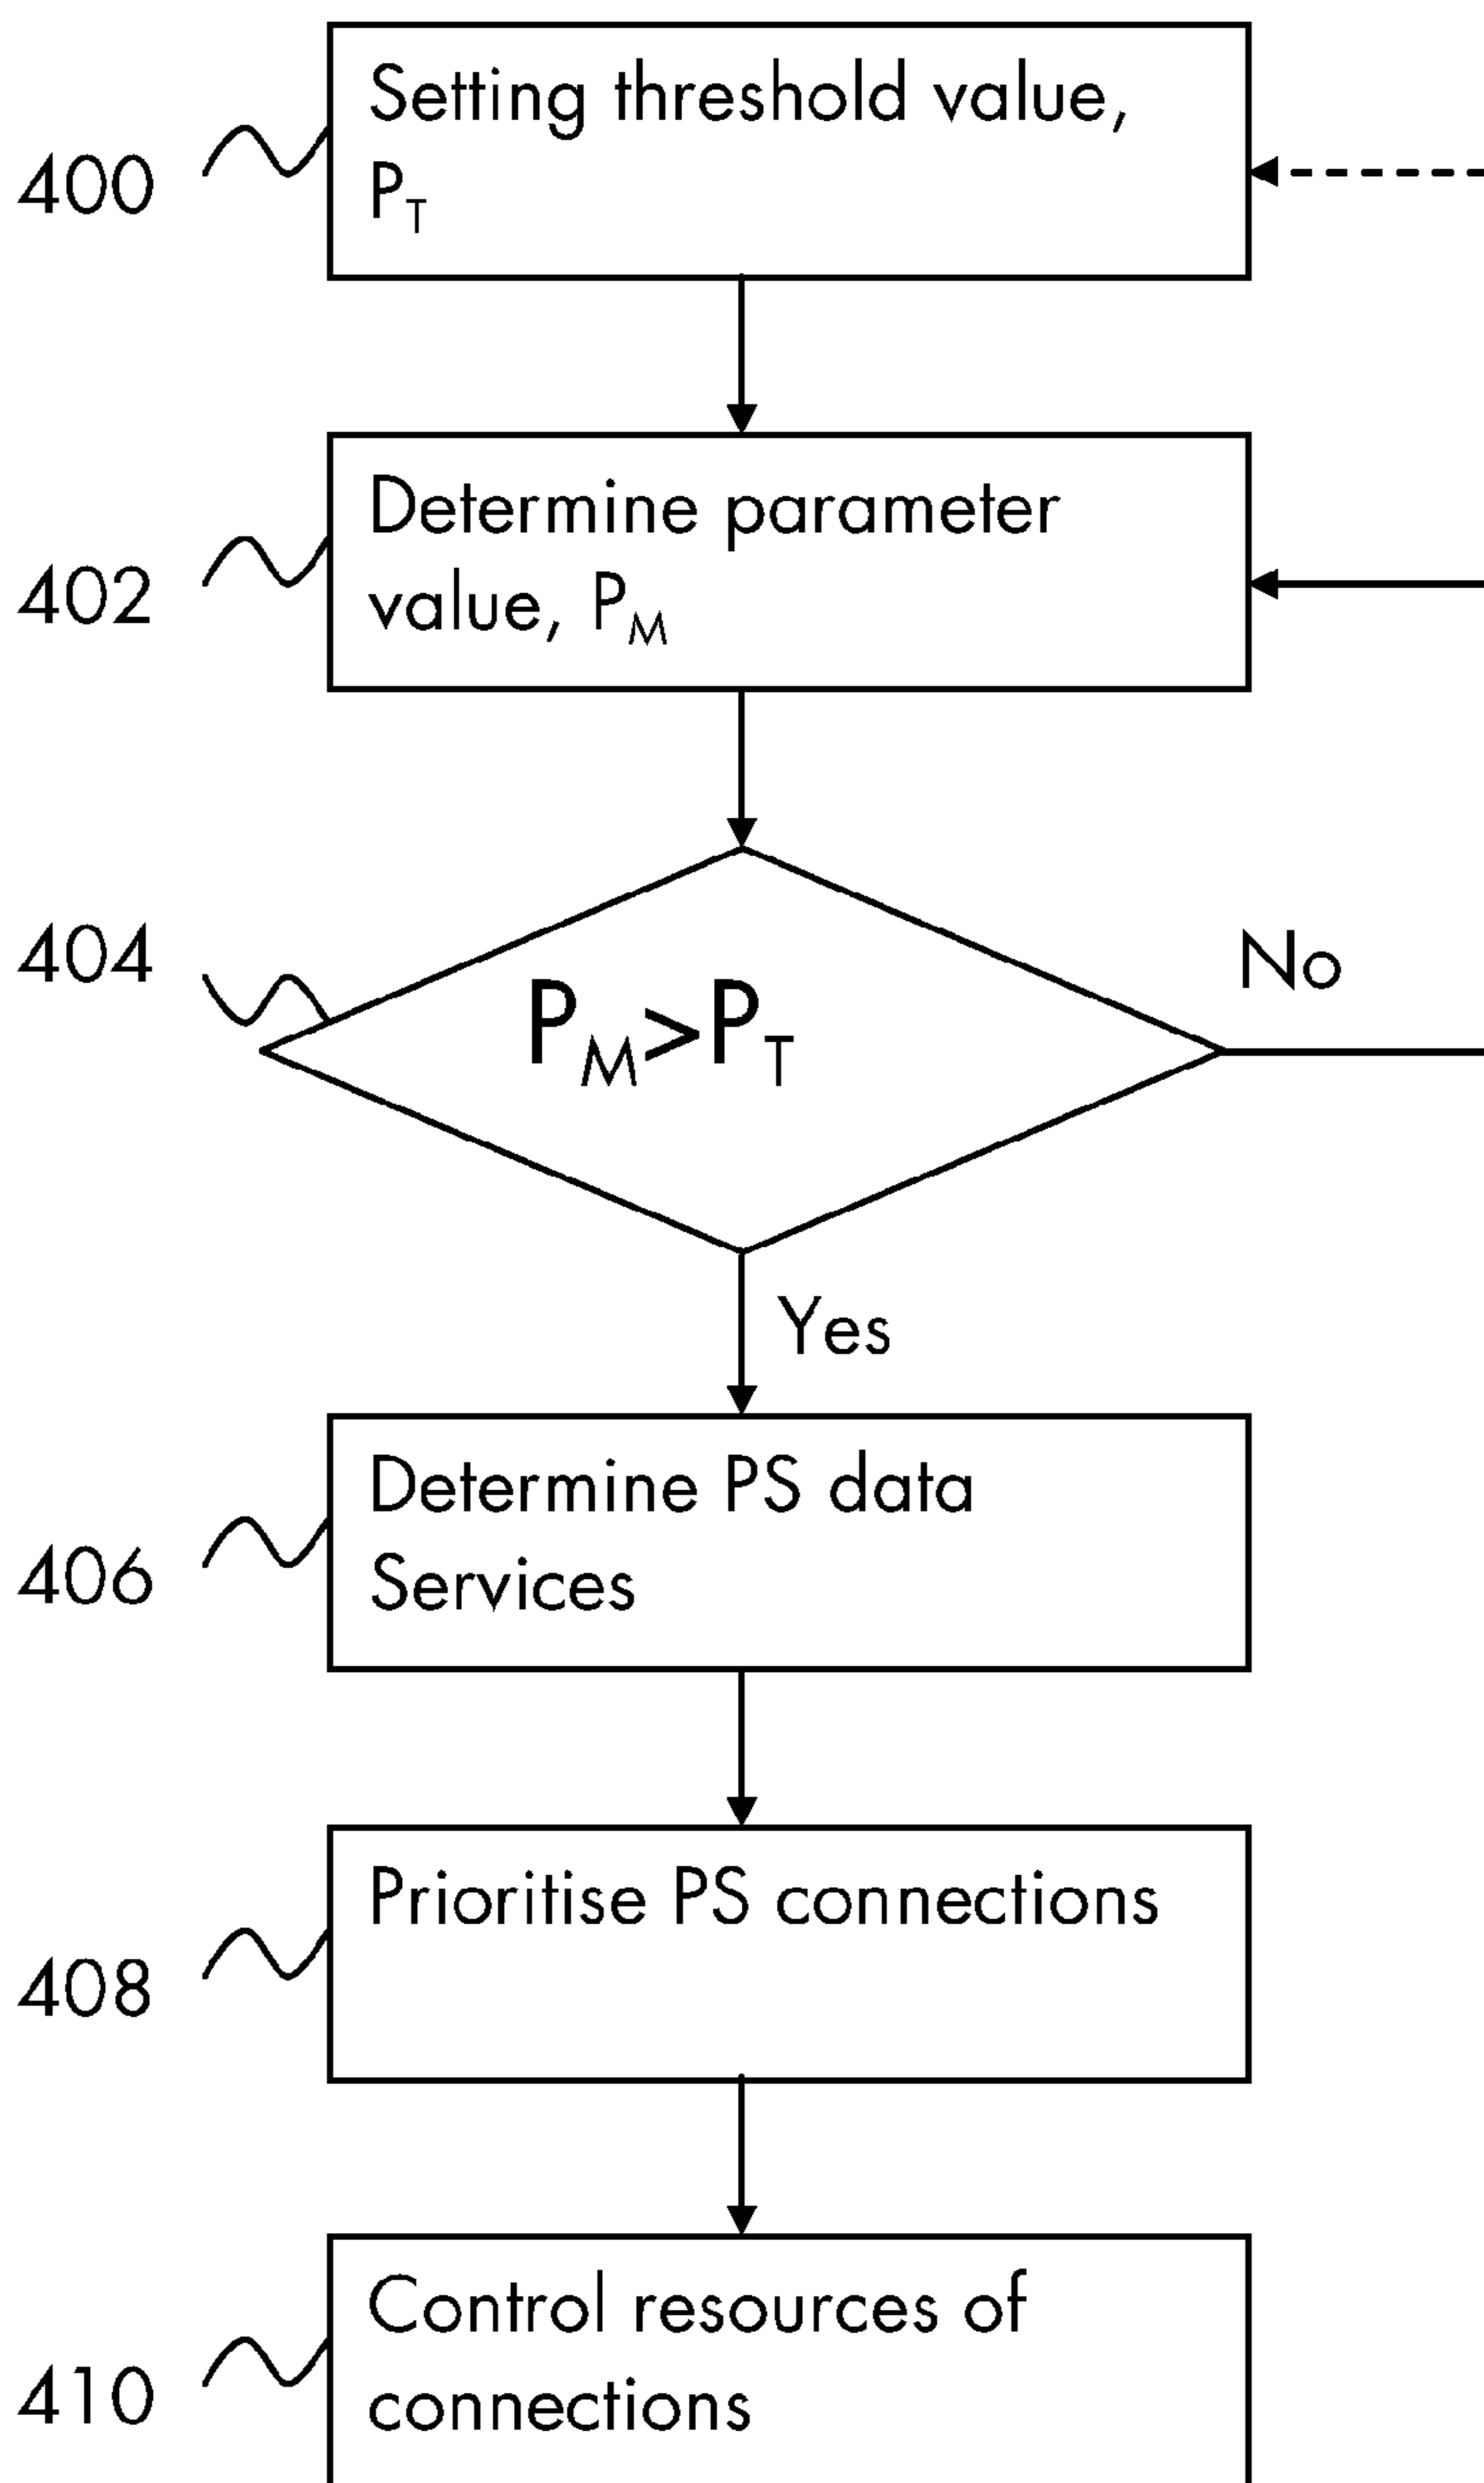 Setting threshold value,
P_T
400
Determine parameter
value, P_M
402
404
P_M>P_T
No
Yes
Determine PS data
Services
406
Prioritise PS connections
408
Control resources of
connections
410